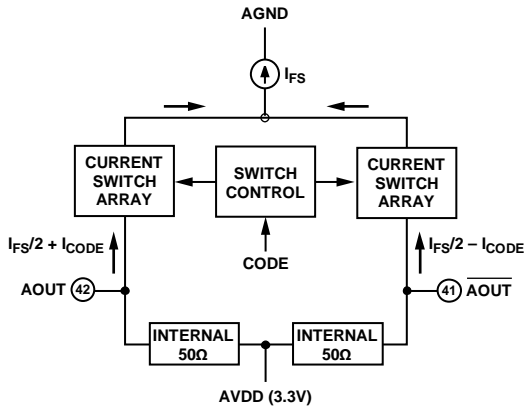 AGND
I_FS
CURRENT
SWITCH
ARRAY
SWITCH
CONTROL
CURRENT
SWITCH
ARRAY
I_FS/2 + I_CODE
CODE
I_FS/2 – I_CODE
AOUT 42
41 A̅O̅U̅T̅
INTERNAL
50Ω
INTERNAL
50Ω
AVDD (3.3V)